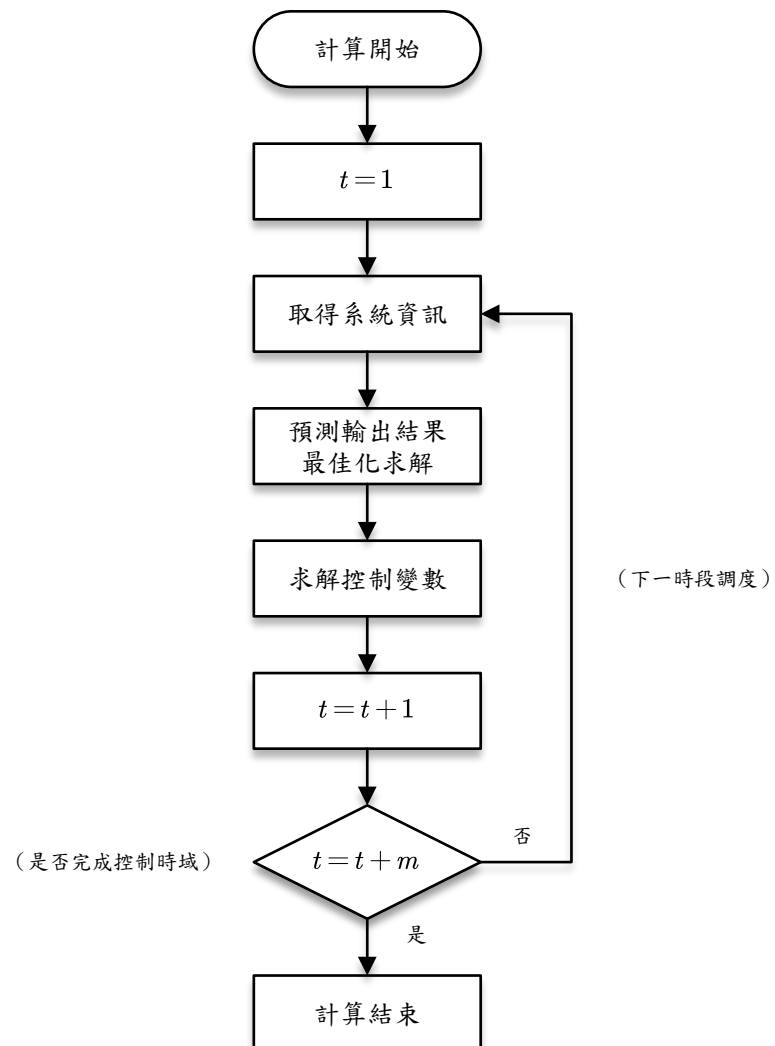 計算開始
t=1
取得系統資訊
預測輸出結果
最佳化求解
求解控制變數
（下一時段調度）
t=t+1
（是否完成控制時域）
t=t+m
否
是
計算結束